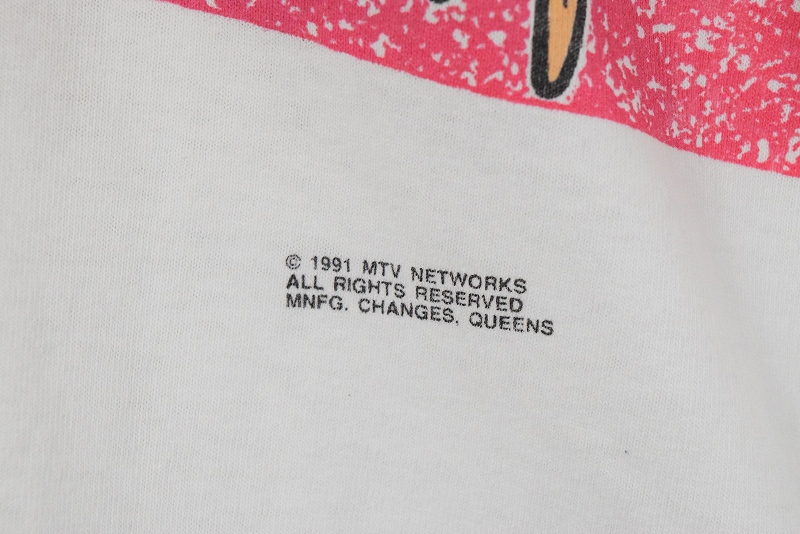 © 1991 MTV NETWORKS
ALL RIGHTS RESERVED
MNFG. CHANGES, QUEENS